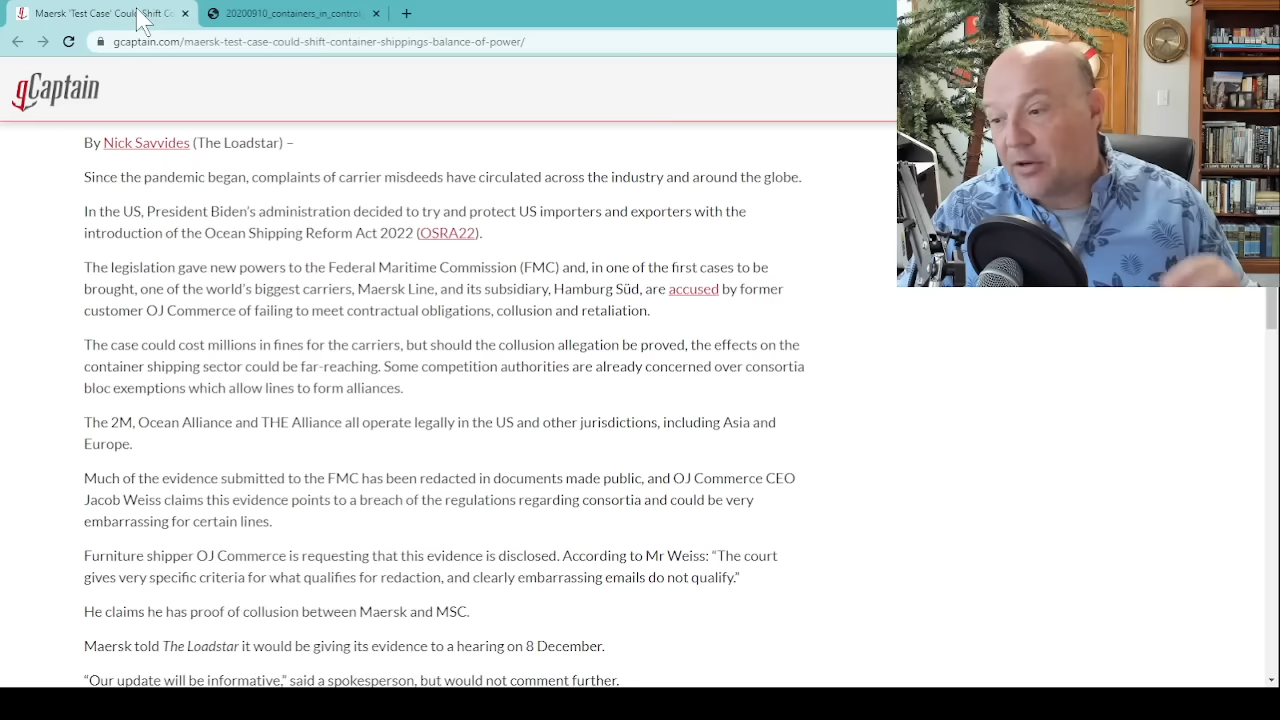 Maersk 'Test Case' Could Shift Co
20200910_containers_in_control
gcaptain.com/maersk-test-case-could-shift-container-shippings-balance-of-power/
gCaptain
By Nick Savvides (The Loadstar) –
Since the pandemic began, complaints of carrier misdeeds have circulated across the industry and around the globe.
In the US, President Biden's administration decided to try and protect US importers and exporters with the
introduction of the Ocean Shipping Reform Act 2022 (OSRA22).
The legislation gave new powers to the Federal Maritime Commission (FMC) and, in one of the first cases to be
brought, one of the world's biggest carriers, Maersk Line, and its subsidiary, Hamburg Süd, are accused by former
customer OJ Commerce of failing to meet contractual obligations, collusion and retaliation.
The case could cost millions in fines for the carriers, but should the collusion allegation be proved, the effects on the
container shipping sector could be far-reaching. Some competition authorities are already concerned over consortia
bloc exemptions which allow lines to form alliances.
The 2M, Ocean Alliance and THE Alliance all operate legally in the US and other jurisdictions, including Asia and
Europe.
Much of the evidence submitted to the FMC has been redacted in documents made public, and OJ Commerce CEO
Jacob Weiss claims this evidence points to a breach of the regulations regarding consortia and could be very
embarrassing for certain lines.
Furniture shipper OJ Commerce is requesting that this evidence is disclosed. According to Mr Weiss: “The court
gives very specific criteria for what qualifies for redaction, and clearly embarrassing emails do not qualify.”
He claims he has proof of collusion between Maersk and MSC.
Maersk told The Loadstar it would be giving its evidence to a hearing on 8 December.
“Our update will be informative,” said a spokesperson, but would not comment further.